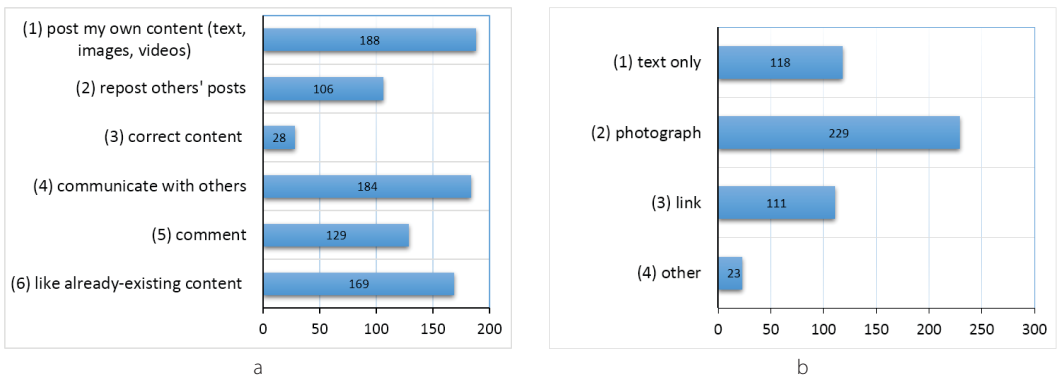 (1) post my own content (text,
images, videos)
188
(2) repost others' posts
106
(3) correct content
28
(4) communicate with others
184
(5) comment
129
(6) like already-existing content
169
0 50 100 150 200
a
(1) text only
118
(2) photograph
229
(3) link
111
(4) other
23
0 50 100 150 200 250 300
b